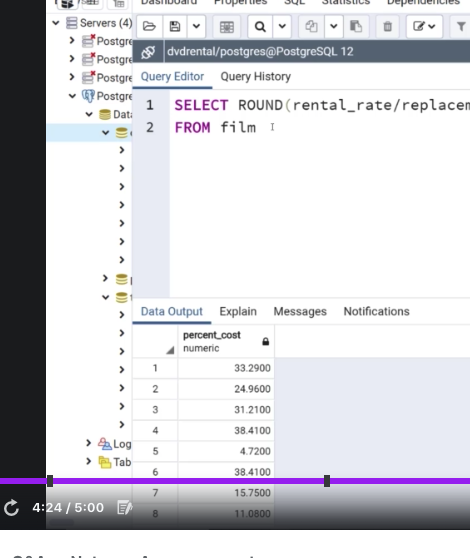 Dashboard Properties SQL Statistics Dependencies
Servers (4)
Postgre
Postgre
Postgre
Postgre
Data
Log
Tab
dvdrental/postgres@PostgreSQL 12
Query Editor Query History
1 SELECT ROUND(rental_rate/replacem
2 FROM film
Data Output Explain Messages Notifications
percent_cost
numeric
1 33.2900
2 24.9600
3 31.2100
4 38.4100
5 4.7200
6 38.4100
7 15.7500
8 11.0800
4:24 / 5:00